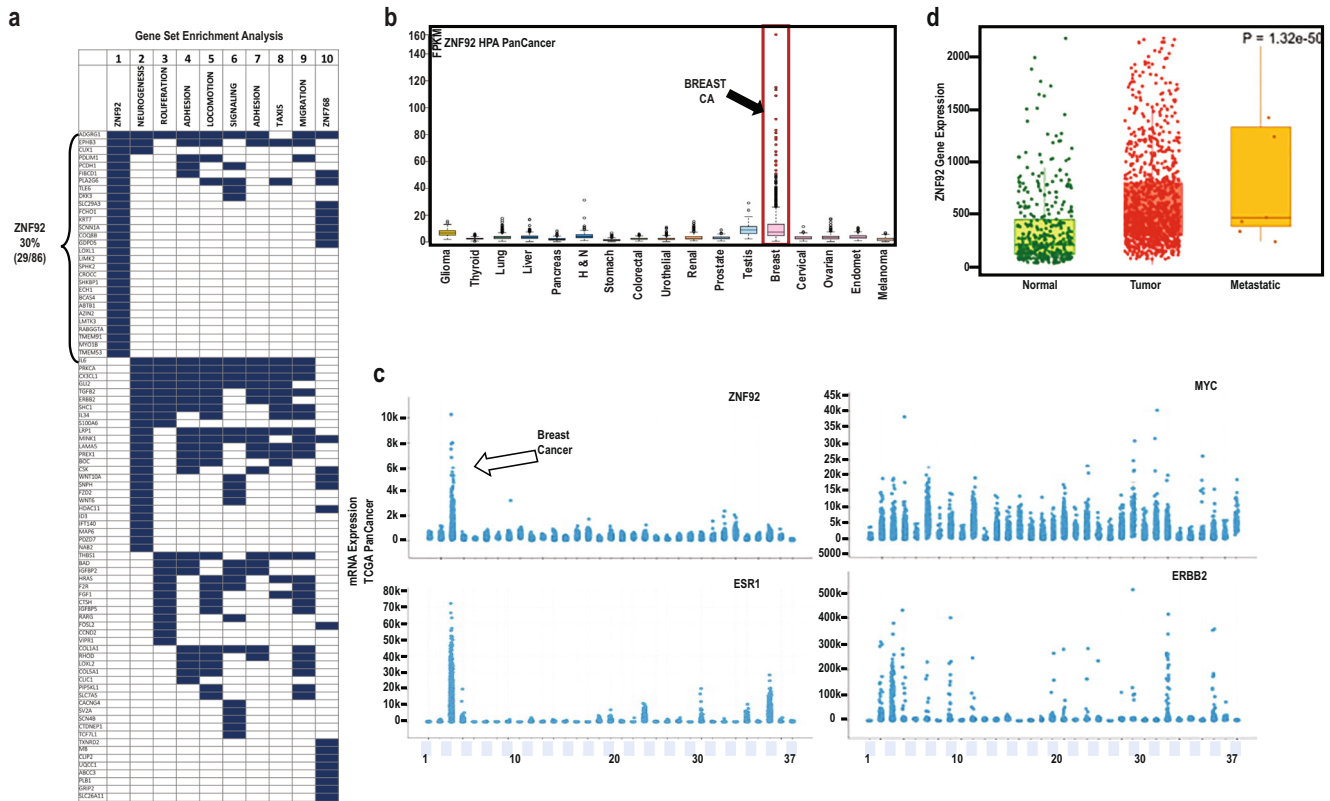 a
Gene Set Enrichment Analysis
1 2 3 4 5 6 7 8 9 10
ZNF92
NEUROGENESIS
ROLIFERATION
ADHESION
LOCOMOTION
SIGNALING
ADHESION
TAXIS
MIGRATION
ZNF768
ADGRG1
EPHB3
CUX1
PDLIM1
PCDH1
FIBCD1
PLA2G6
TLE6
DKK3
SLC29A3
FCHO1
KRT7
SCNN1A
COQ8B
GDPD5
LOXL1
LIMK2
SPHK2
CROCC
SHKBP1
ECH1
BCAS4
ABTB1
AZIN2
LMTK3
RABGGTA
TMEM91
MYO1B
TMEM53
IL6
PRKCA
CX3CL1
GLI2
TGFB2
ERBB2
SHC1
IL34
S100A6
LRP1
MINK1
LAMA5
PREX1
BOC
CSK
WNT10A
SNPH
FZD2
WNT6
HDAC11
ID3
IFT140
MAP6
PDZD7
NAB2
THBS1
BAD
IGFBP2
HRAS
F2R
FGF1
CTSH
IGFBP5
RARG
FOSL2
CCND2
VIPR1
COL1A1
RHOD
LOXL2
COL5A1
CLIC1
PIP5KL1
SLC7A5
CACNG4
SV2A
SCN4B
CTDNEP1
TCF7L1
TXNRD2
MB
CLIP2
UQCC1
ABCC3
PLB1
GRIP2
SLC26A11
ZNF92
30%
(29/86)
b
FPKM
ZNF92 HPA PanCancer
160
140
120
100
80
60
40
20
0
BREAST
CA
Glioma
Thyroid
Lung
Liver
Pancreas
H & N
Stomach
Colorectal
Urothelial
Renal
Prostate
Testis
Breast
Cervical
Ovarian
Endomet
Melanoma
d
P = 1.32e-50
ZNF92 Gene Expression
2000
1500
1000
500
0
Normal
Tumor
Metastatic
c
mRNA Expression
TCGA PanCancer
ZNF92
10k
8k
6k
4k
2k
0
Breast
Cancer
MYC
45k
40k
35k
30k
25k
20k
15k
10k
5k
0
5000
ESR1
80k
70k
60k
50k
40k
30k
20k
10k
0
1 10 20 30 37
ERBB2
500k
400k
300k
200k
100k
0
1 10 20 30 37